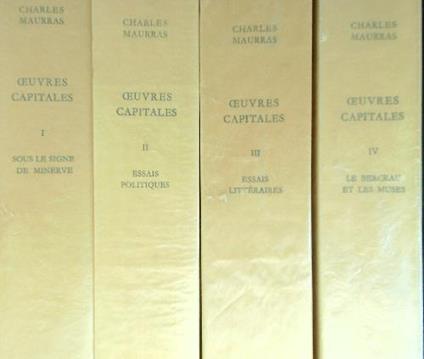 CHARLES
MAURRAS
ŒUVRES
CAPITALES
I
SOUS LE SIGNE
DE MINERVE
CHARLES
MAURRAS
ŒUVRES
CAPITALES
II
ESSAIS
POLITIQUES
CHARLES
MAURRAS
ŒUVRES
CAPITALES
III
ESSAIS
LITTÉRAIRES
CHARLES
MAURRAS
ŒUVRES
CAPITALES
IV
LE BERCEAU
ET LES MUSES